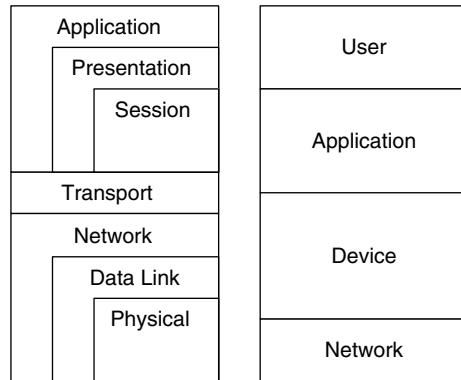 Application
Presentation
Session
Transport
Network
Data Link
Physical
User
Application
Device
Network